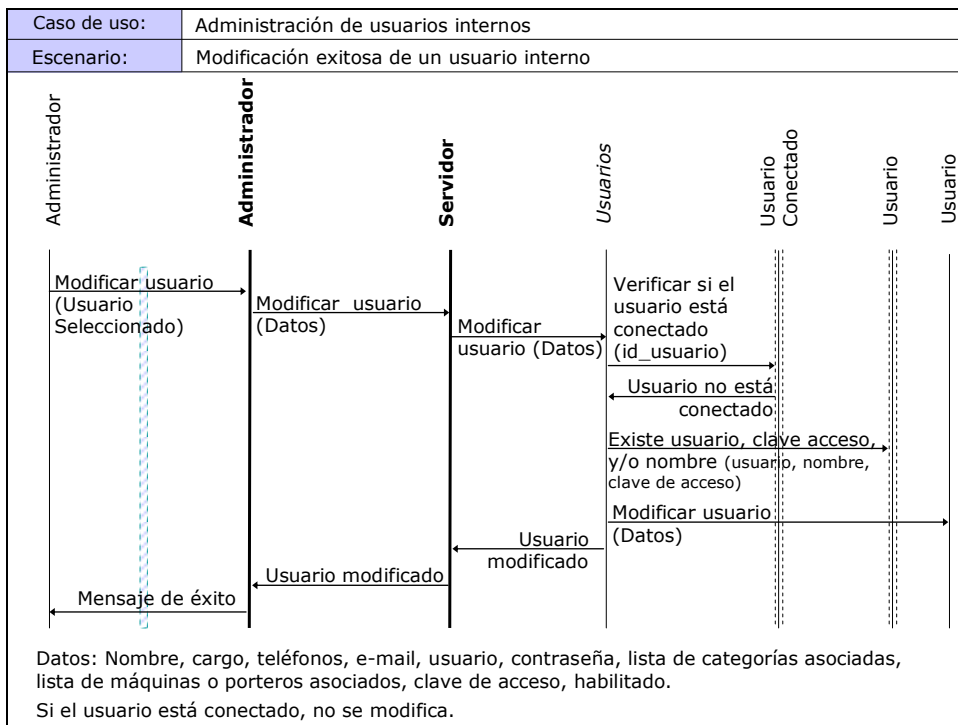 Caso de uso: Administración de usuarios internos
Escenario: Modificación exitosa de un usuario interno
Administrador
Administrador
Servidor
Usuarios
Usuario
Conectado
Usuario
Usuario
Modificar usuario
(Usuario
Seleccionado)
Modificar usuario
(Datos)
Modificar
usuario (Datos)
Verificar si el
usuario está
conectado
(id_usuario)
Usuario no está
conectado
Existe usuario, clave acceso,
y/o nombre (usuario, nombre,
clave de acceso)
Modificar usuario
(Datos)
Usuario
modificado
Usuario modificado
Mensaje de éxito
Datos: Nombre, cargo, teléfonos, e-mail, usuario, contraseña, lista de categorías asociadas,
lista de máquinas o porteros asociados, clave de acceso, habilitado.
Si el usuario está conectado, no se modifica.